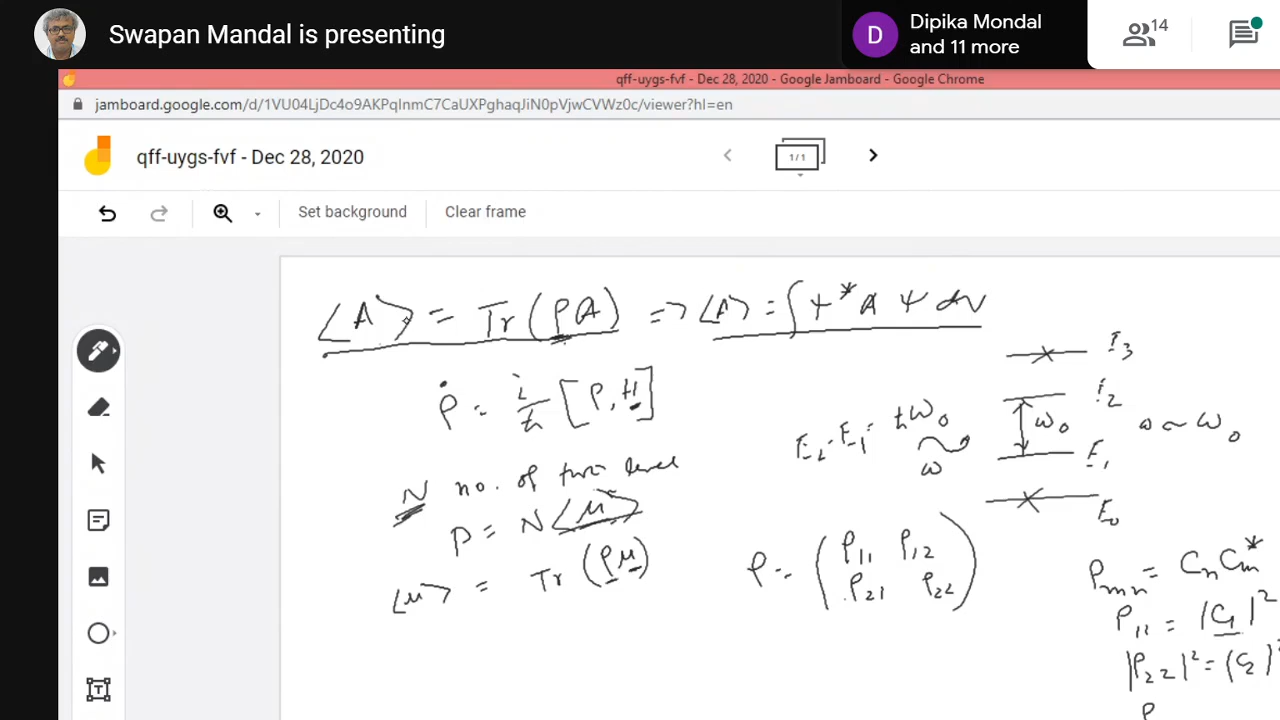 Swapan Mandal is presenting
D
Dipika Mondal
and 11 more
14
qff-uygs-fvf - Dec 28, 2020 - Google Jamboard - Google Chrome
jamboard.google.com/d/1VU04LjDc4o9AKPqInmC7CaUXPghaqJiN0pVjwCVWz0c/viewer?hl=en
qff-uygs-fvf - Dec 28, 2020
1/1
Set background
Clear frame
⟨A⟩ = Tr(ρA) => ⟨A⟩ = ∫ψ* A ψ dv
ρ̇ = i/ħ [ρ, H]
N no. of two level
P = N⟨μ⟩
⟨μ⟩ = Tr(ρμ)
E3
E2
E2 - E1 = ħω0
ω
ω0
ω ~ ω0
E1
E0
ρ = (ρ11 ρ12
ρ21 ρ22)
ρmn = Cn Cm*
ρ11 = |C1|²
|ρ22|² = |C2|²
ρ